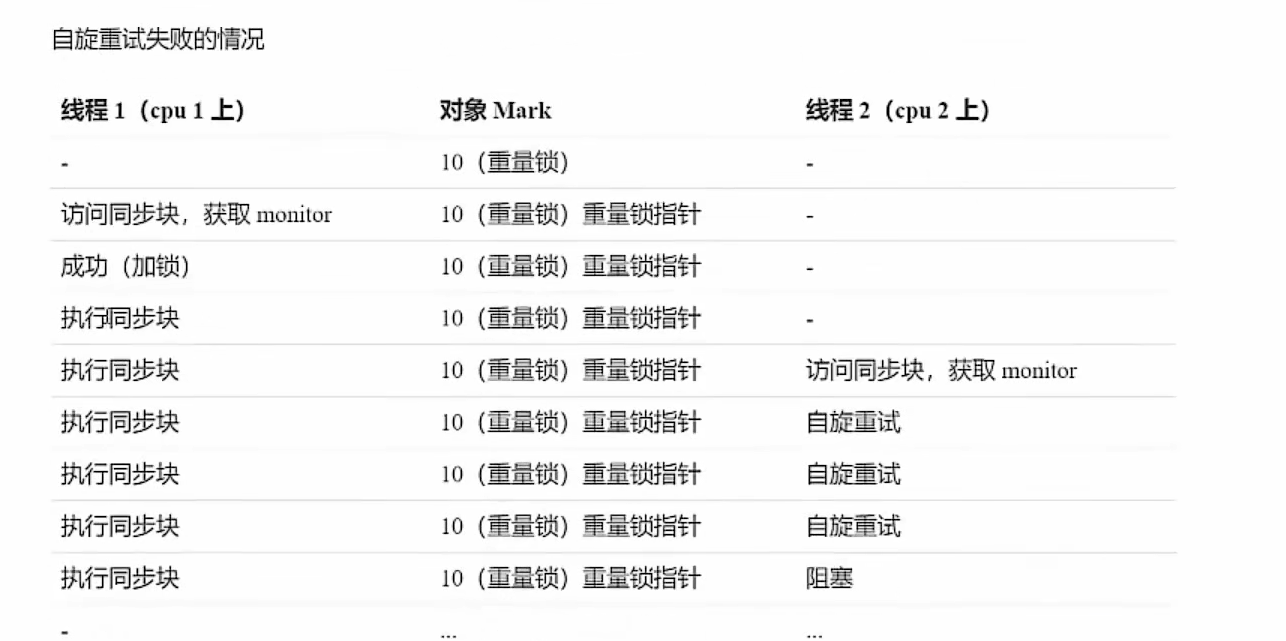 自旋重试失败的情况
线程 1（cpu 1 上） 对象 Mark 线程 2（cpu 2 上）
- 10（重量锁） -
访问同步块，获取 monitor 10（重量锁）重量锁指针 -
成功（加锁） 10（重量锁）重量锁指针 -
执行同步块 10（重量锁）重量锁指针 -
执行同步块 10（重量锁）重量锁指针 访问同步块，获取 monitor
执行同步块 10（重量锁）重量锁指针 自旋重试
执行同步块 10（重量锁）重量锁指针 自旋重试
执行同步块 10（重量锁）重量锁指针 自旋重试
执行同步块 10（重量锁）重量锁指针 阻塞
- ... ...